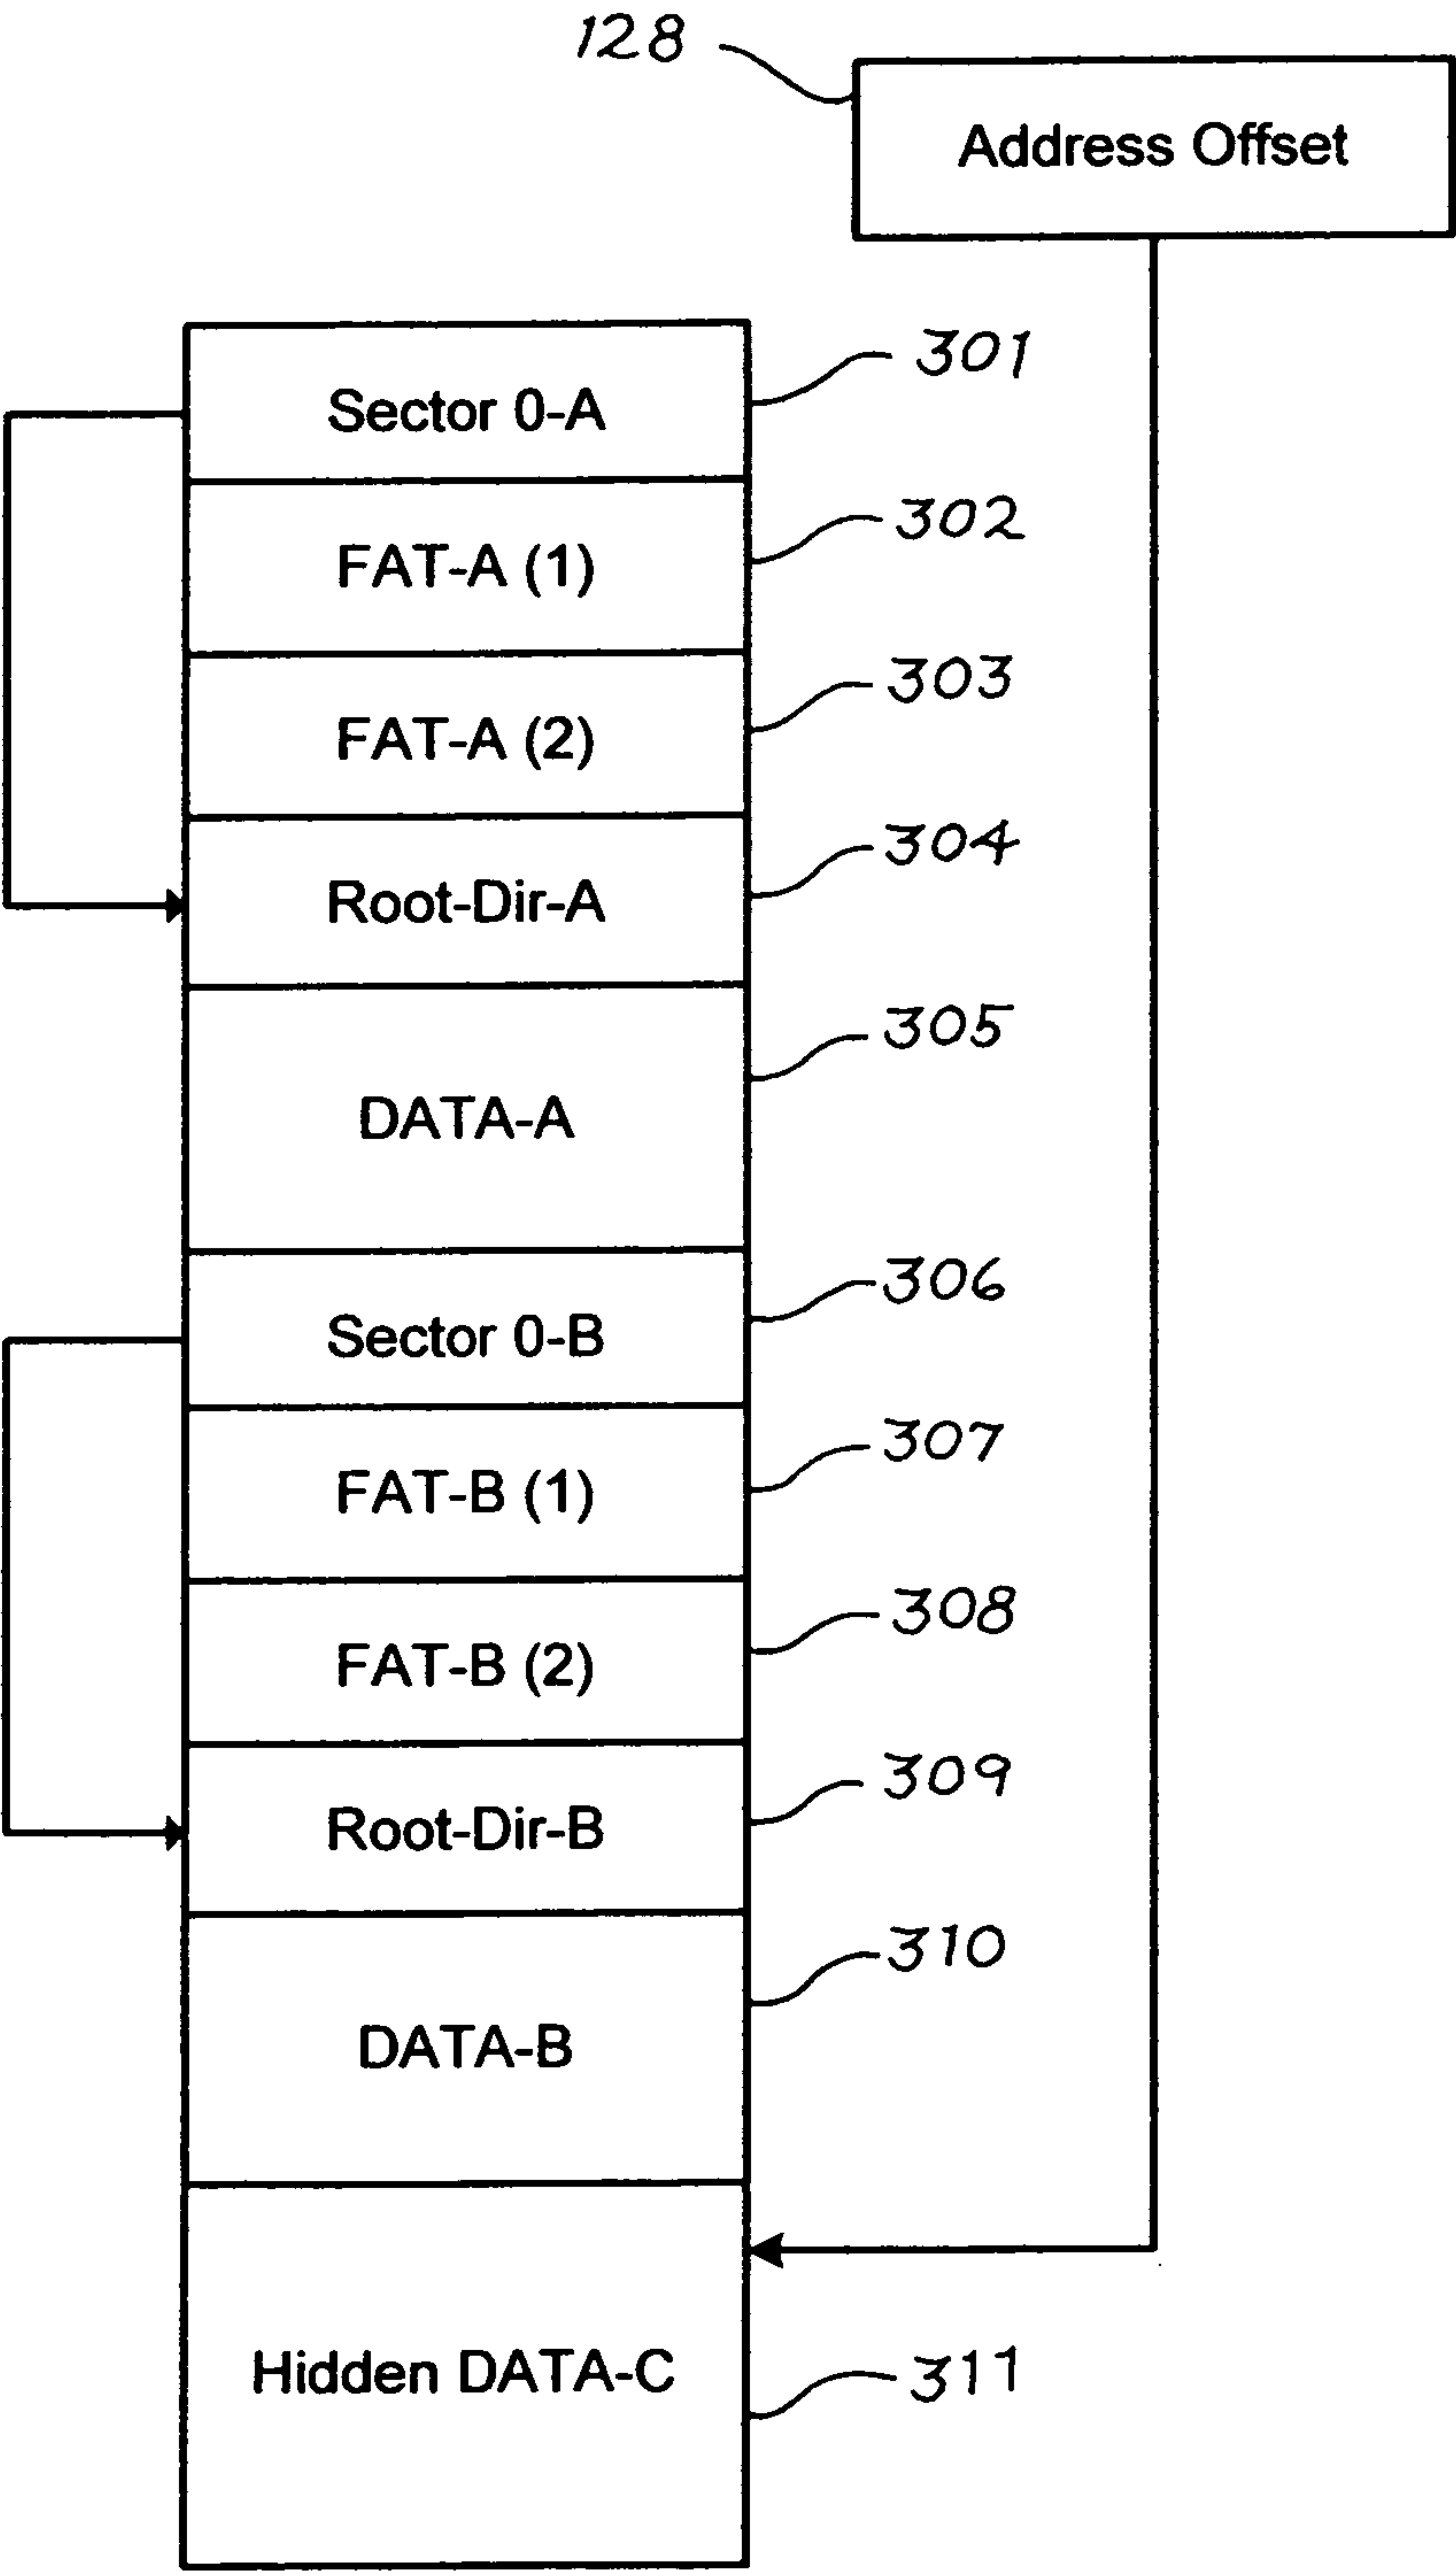 128
Address Offset
Sector 0-A
301
FAT-A (1)
302
FAT-A (2)
303
Root-Dir-A
304
DATA-A
305
Sector 0-B
306
FAT-B (1)
307
FAT-B (2)
308
Root-Dir-B
309
DATA-B
310
Hidden DATA-C
311